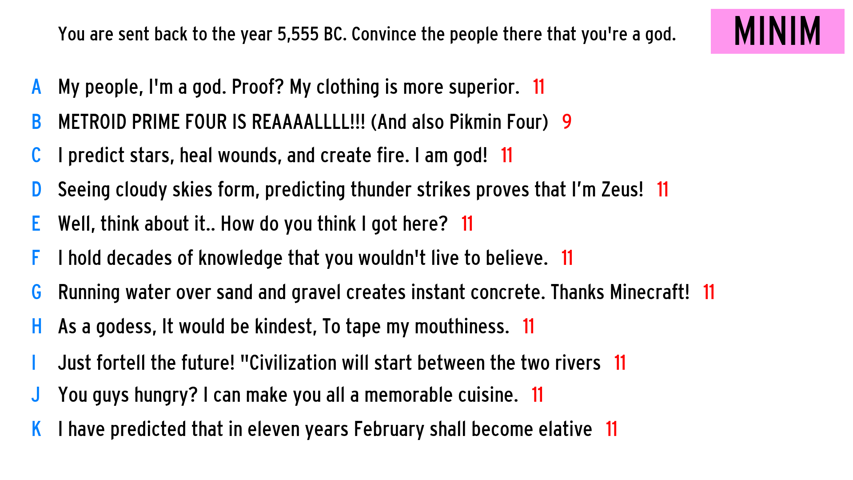 You are sent back to the year 5,555 BC. Convince the people there that you're a god.
MINIM
A My people, I'm a god. Proof? My clothing is more superior. 11
B METROID PRIME FOUR IS REAAAALLLL!!! (And also Pikmin Four) 9
C I predict stars, heal wounds, and create fire. I am god! 11
D Seeing cloudy skies form, predicting thunder strikes proves that I’m Zeus! 11
E Well, think about it.. How do you think I got here? 11
F I hold decades of knowledge that you wouldn't live to believe. 11
G Running water over sand and gravel creates instant concrete. Thanks Minecraft! 11
H As a godess, It would be kindest, To tape my mouthiness. 11
I Just fortell the future! "Civilization will start between the two rivers 11
J You guys hungry? I can make you all a memorable cuisine. 11
K I have predicted that in eleven years February shall become elative 11